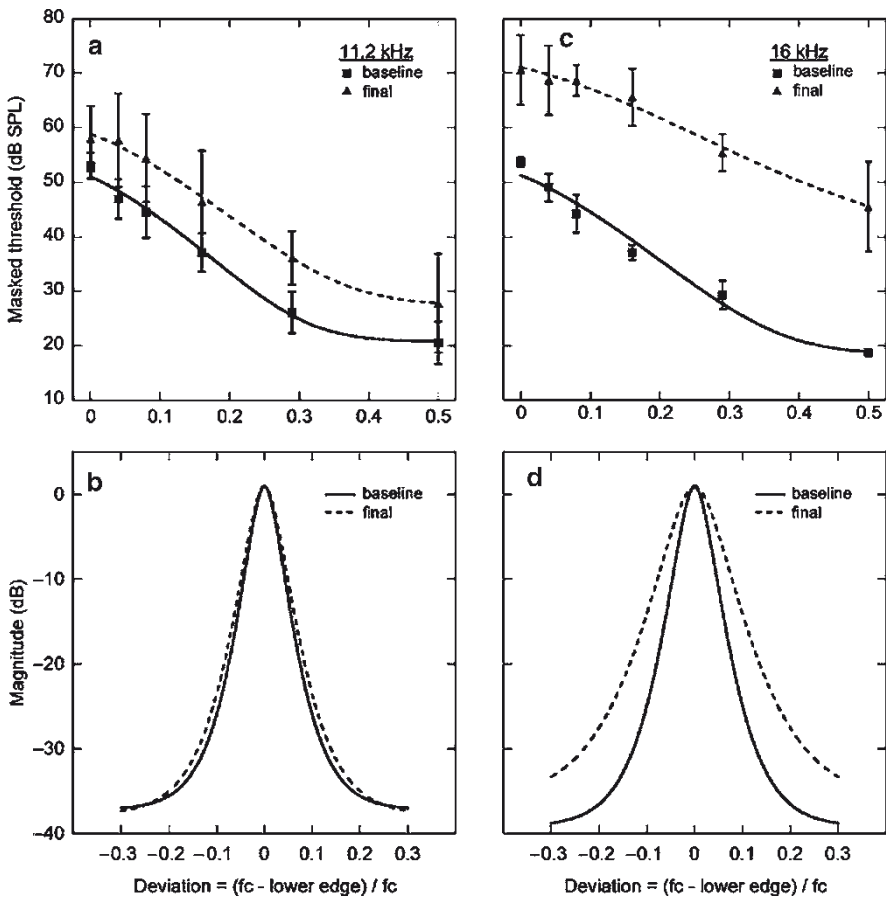 a
11.2 kHz
baseline
final
c
16 kHz
baseline
final
Masked threshold (dB SPL)
80
70
60
50
40
30
20
10
0 0.1 0.2 0.3 0.4 0.5
0 0.1 0.2 0.3 0.4 0.5
b
baseline
final
d
baseline
final
Magnitude (dB)
0
−10
−20
−30
−40
−0.3 −0.2 −0.1 0 0.1 0.2 0.3
−0.3 −0.2 −0.1 0 0.1 0.2 0.3
Deviation = (fc - lower edge) / fc
Deviation = (fc - lower edge) / fc